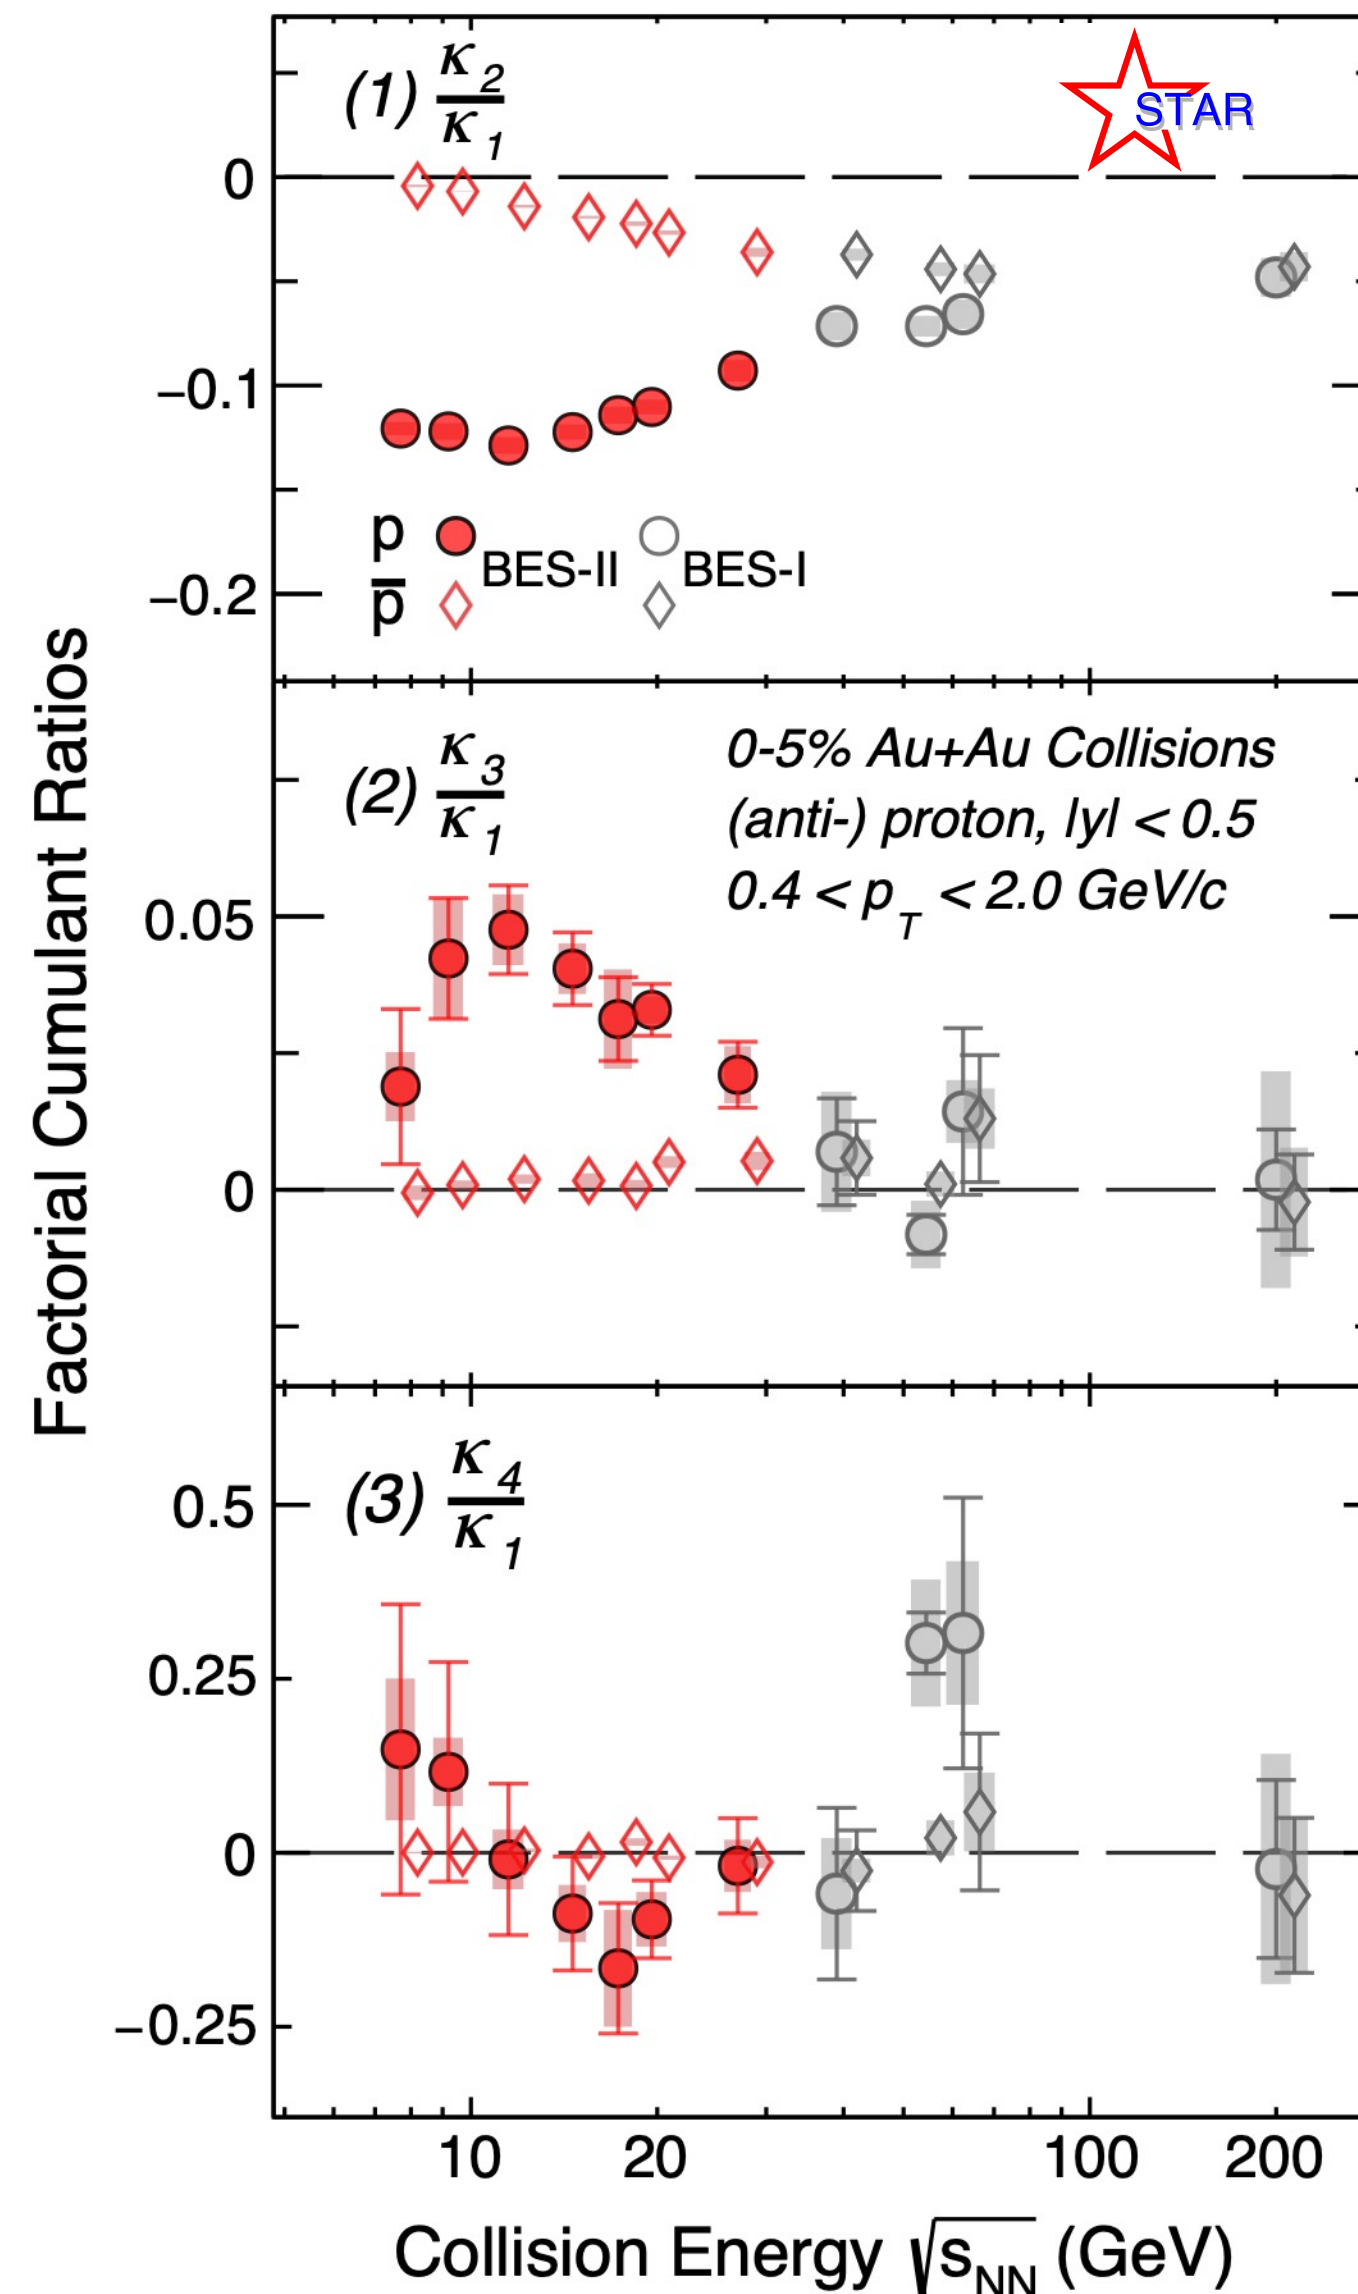 (1) κ2/κ1
STAR
0
−0.1
−0.2
p
p̄
BES-II
BES-I
Factorial Cumulant Ratios
(2) κ3/κ1
0-5% Au+Au Collisions
(anti-) proton, lyl < 0.5
0.4 < pT < 2.0 GeV/c
0.05
0
(3) κ4/κ1
0.5
0.25
0
−0.25
10 20 100 200
Collision Energy √sNN (GeV)